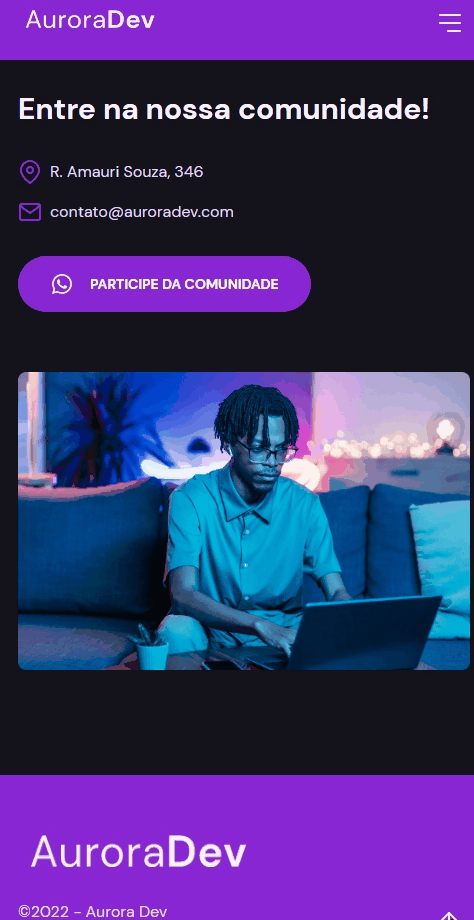 AuroraDev
Entre na nossa comunidade!
R. Amauri Souza, 346
contato@auroradev.com
PARTICIPE DA COMUNIDADE
AuroraDev
©2022 - Aurora Dev